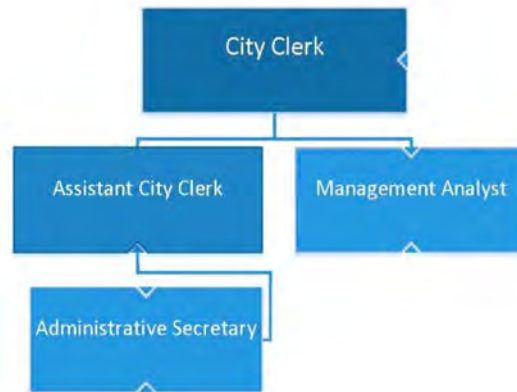 City Clerk
Assistant City Clerk
Management Analyst
Administrative Secretary